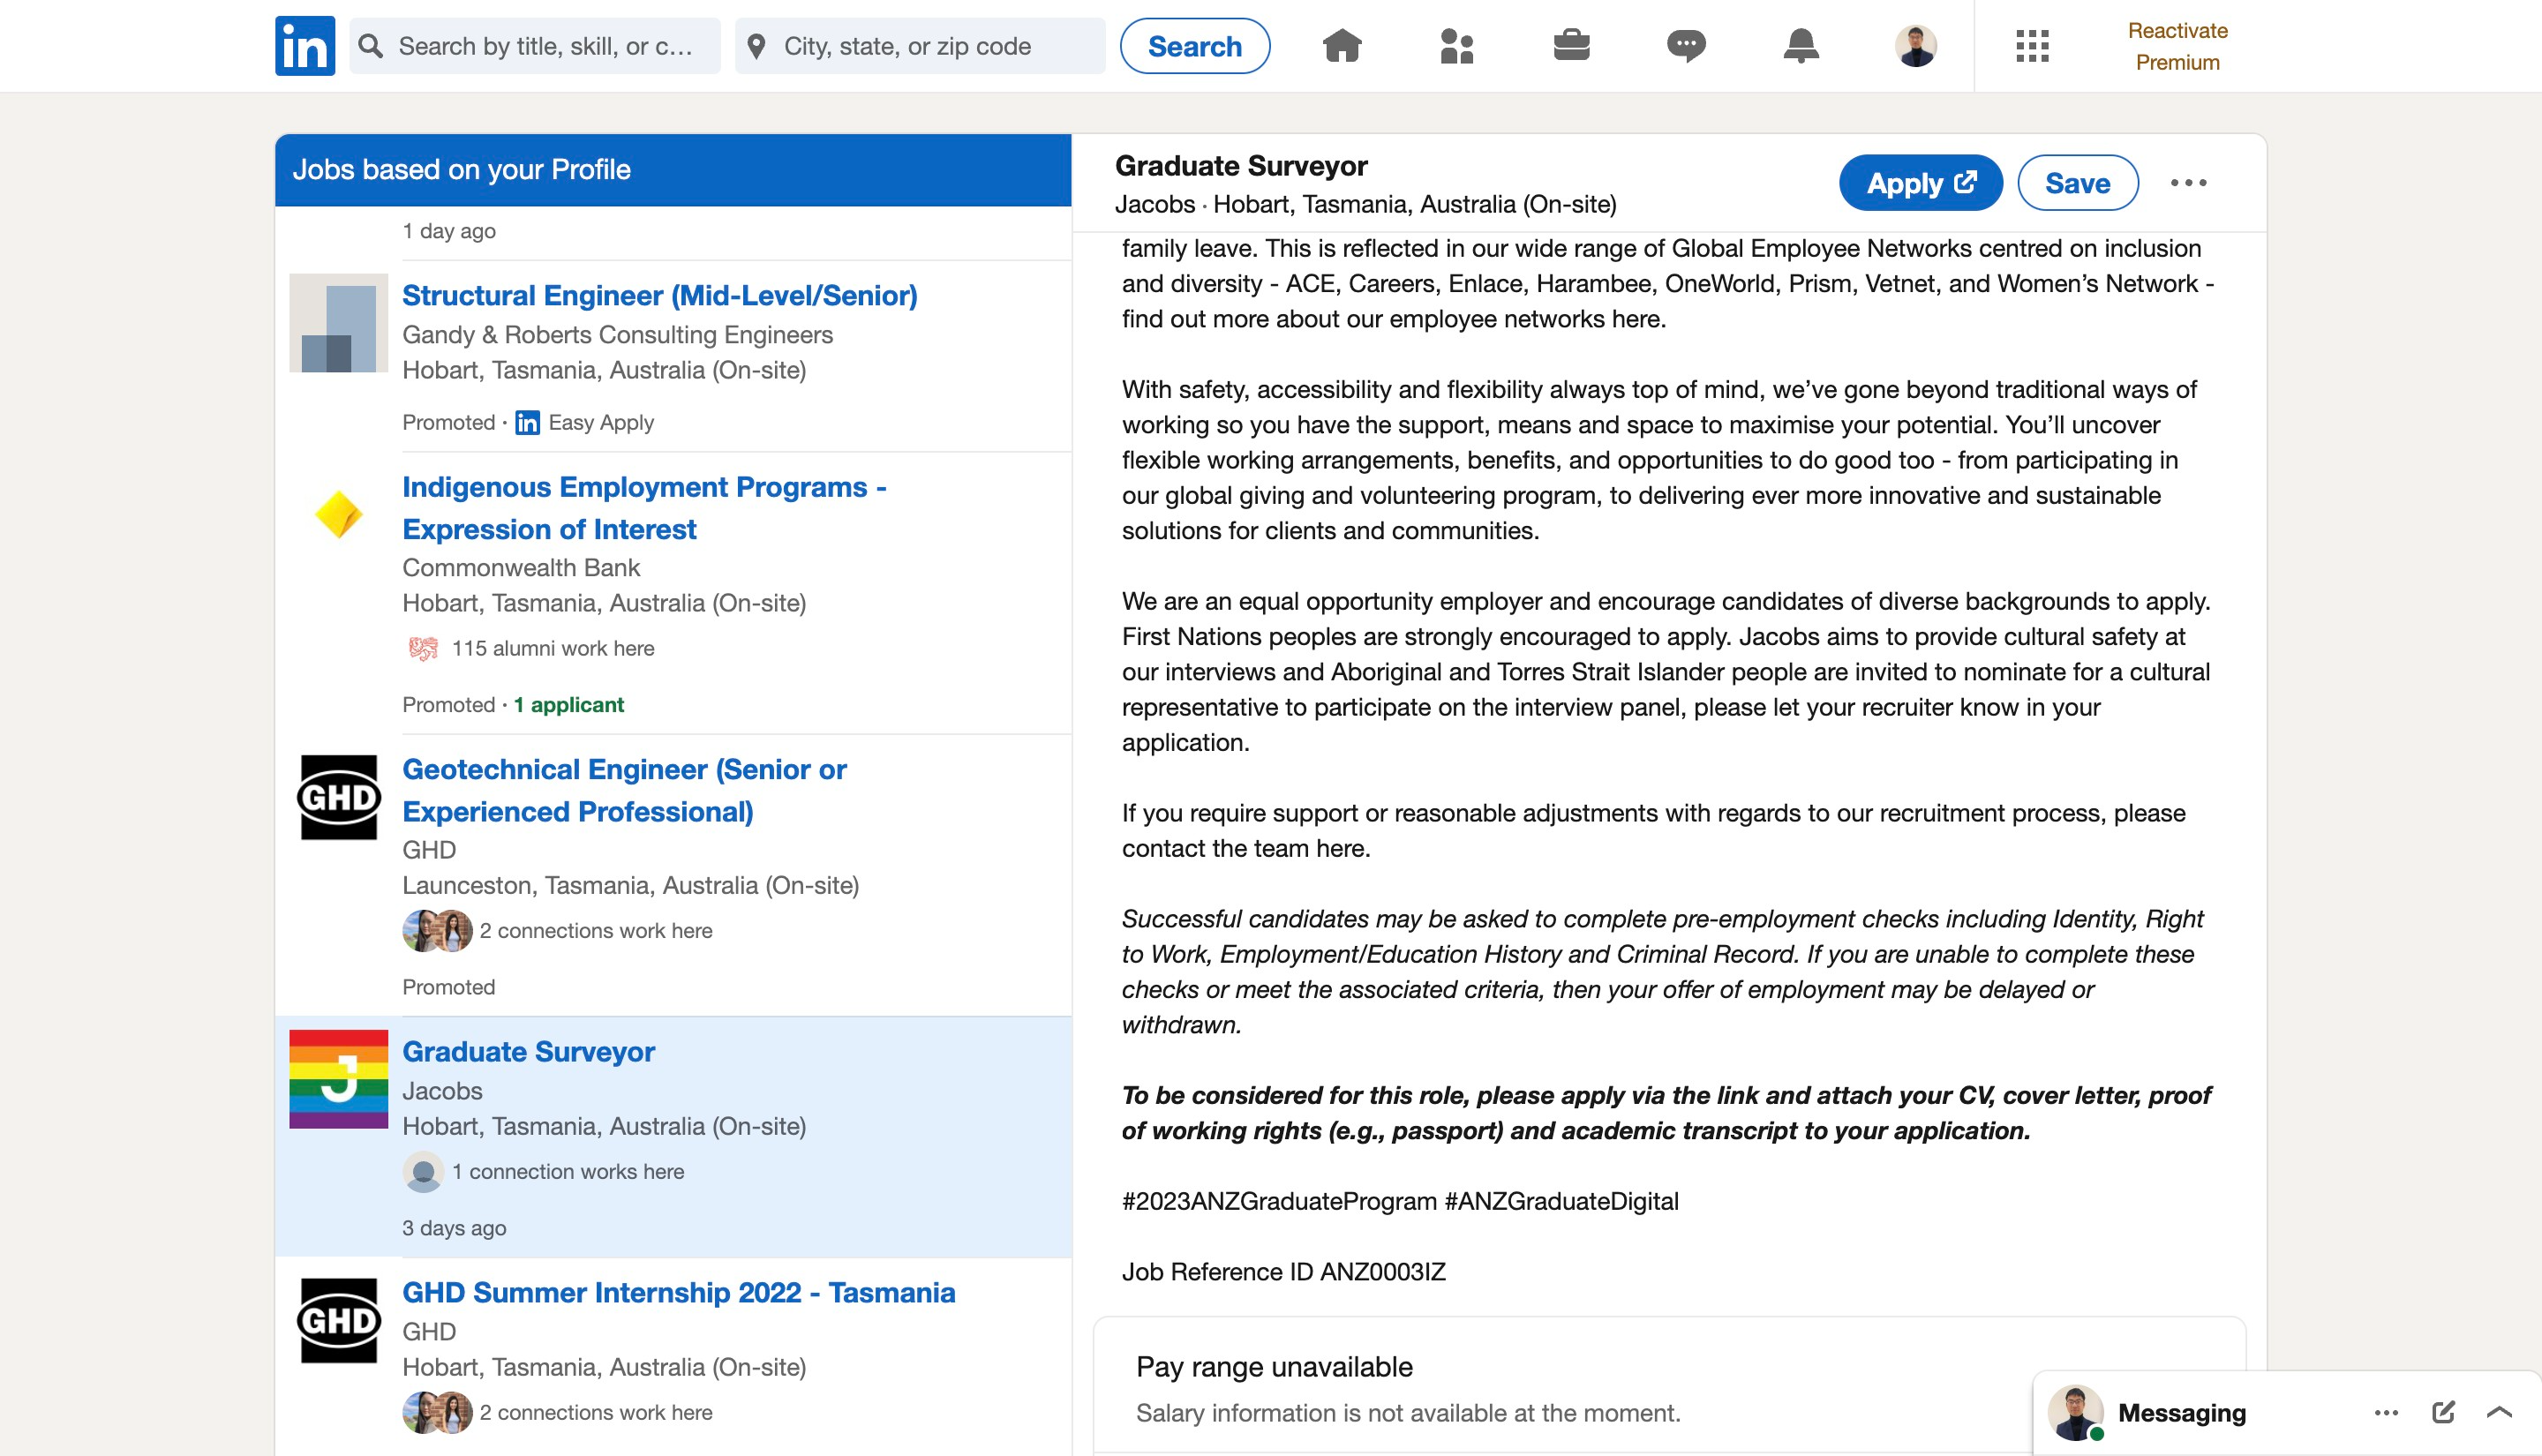 in
Search by title, skill, or c...
City, state, or zip code
Search
Reactivate
Premium
Jobs based on your Profile
1 day ago
Structural Engineer (Mid-Level/Senior)
Gandy & Roberts Consulting Engineers
Hobart, Tasmania, Australia (On-site)
Promoted · in Easy Apply
Indigenous Employment Programs -
Expression of Interest
Commonwealth Bank
Hobart, Tasmania, Australia (On-site)
115 alumni work here
Promoted · 1 applicant
GHD
Geotechnical Engineer (Senior or
Experienced Professional)
GHD
Launceston, Tasmania, Australia (On-site)
2 connections work here
Promoted
J
Graduate Surveyor
Jacobs
Hobart, Tasmania, Australia (On-site)
1 connection works here
3 days ago
GHD
GHD Summer Internship 2022 - Tasmania
GHD
Hobart, Tasmania, Australia (On-site)
2 connections work here
Graduate Surveyor
Jacobs · Hobart, Tasmania, Australia (On-site)
Apply
Save
family leave. This is reflected in our wide range of Global Employee Networks centred on inclusion
and diversity - ACE, Careers, Enlace, Harambee, OneWorld, Prism, Vetnet, and Women’s Network -
find out more about our employee networks here.
With safety, accessibility and flexibility always top of mind, we’ve gone beyond traditional ways of
working so you have the support, means and space to maximise your potential. You’ll uncover
flexible working arrangements, benefits, and opportunities to do good too - from participating in
our global giving and volunteering program, to delivering ever more innovative and sustainable
solutions for clients and communities.
We are an equal opportunity employer and encourage candidates of diverse backgrounds to apply.
First Nations peoples are strongly encouraged to apply. Jacobs aims to provide cultural safety at
our interviews and Aboriginal and Torres Strait Islander people are invited to nominate for a cultural
representative to participate on the interview panel, please let your recruiter know in your
application.
If you require support or reasonable adjustments with regards to our recruitment process, please
contact the team here.
Successful candidates may be asked to complete pre-employment checks including Identity, Right
to Work, Employment/Education History and Criminal Record. If you are unable to complete these
checks or meet the associated criteria, then your offer of employment may be delayed or
withdrawn.
To be considered for this role, please apply via the link and attach your CV, cover letter, proof
of working rights (e.g., passport) and academic transcript to your application.
#2023ANZGraduateProgram #ANZGraduateDigital
Job Reference ID ANZ0003IZ
Pay range unavailable
Salary information is not available at the moment.
Messaging